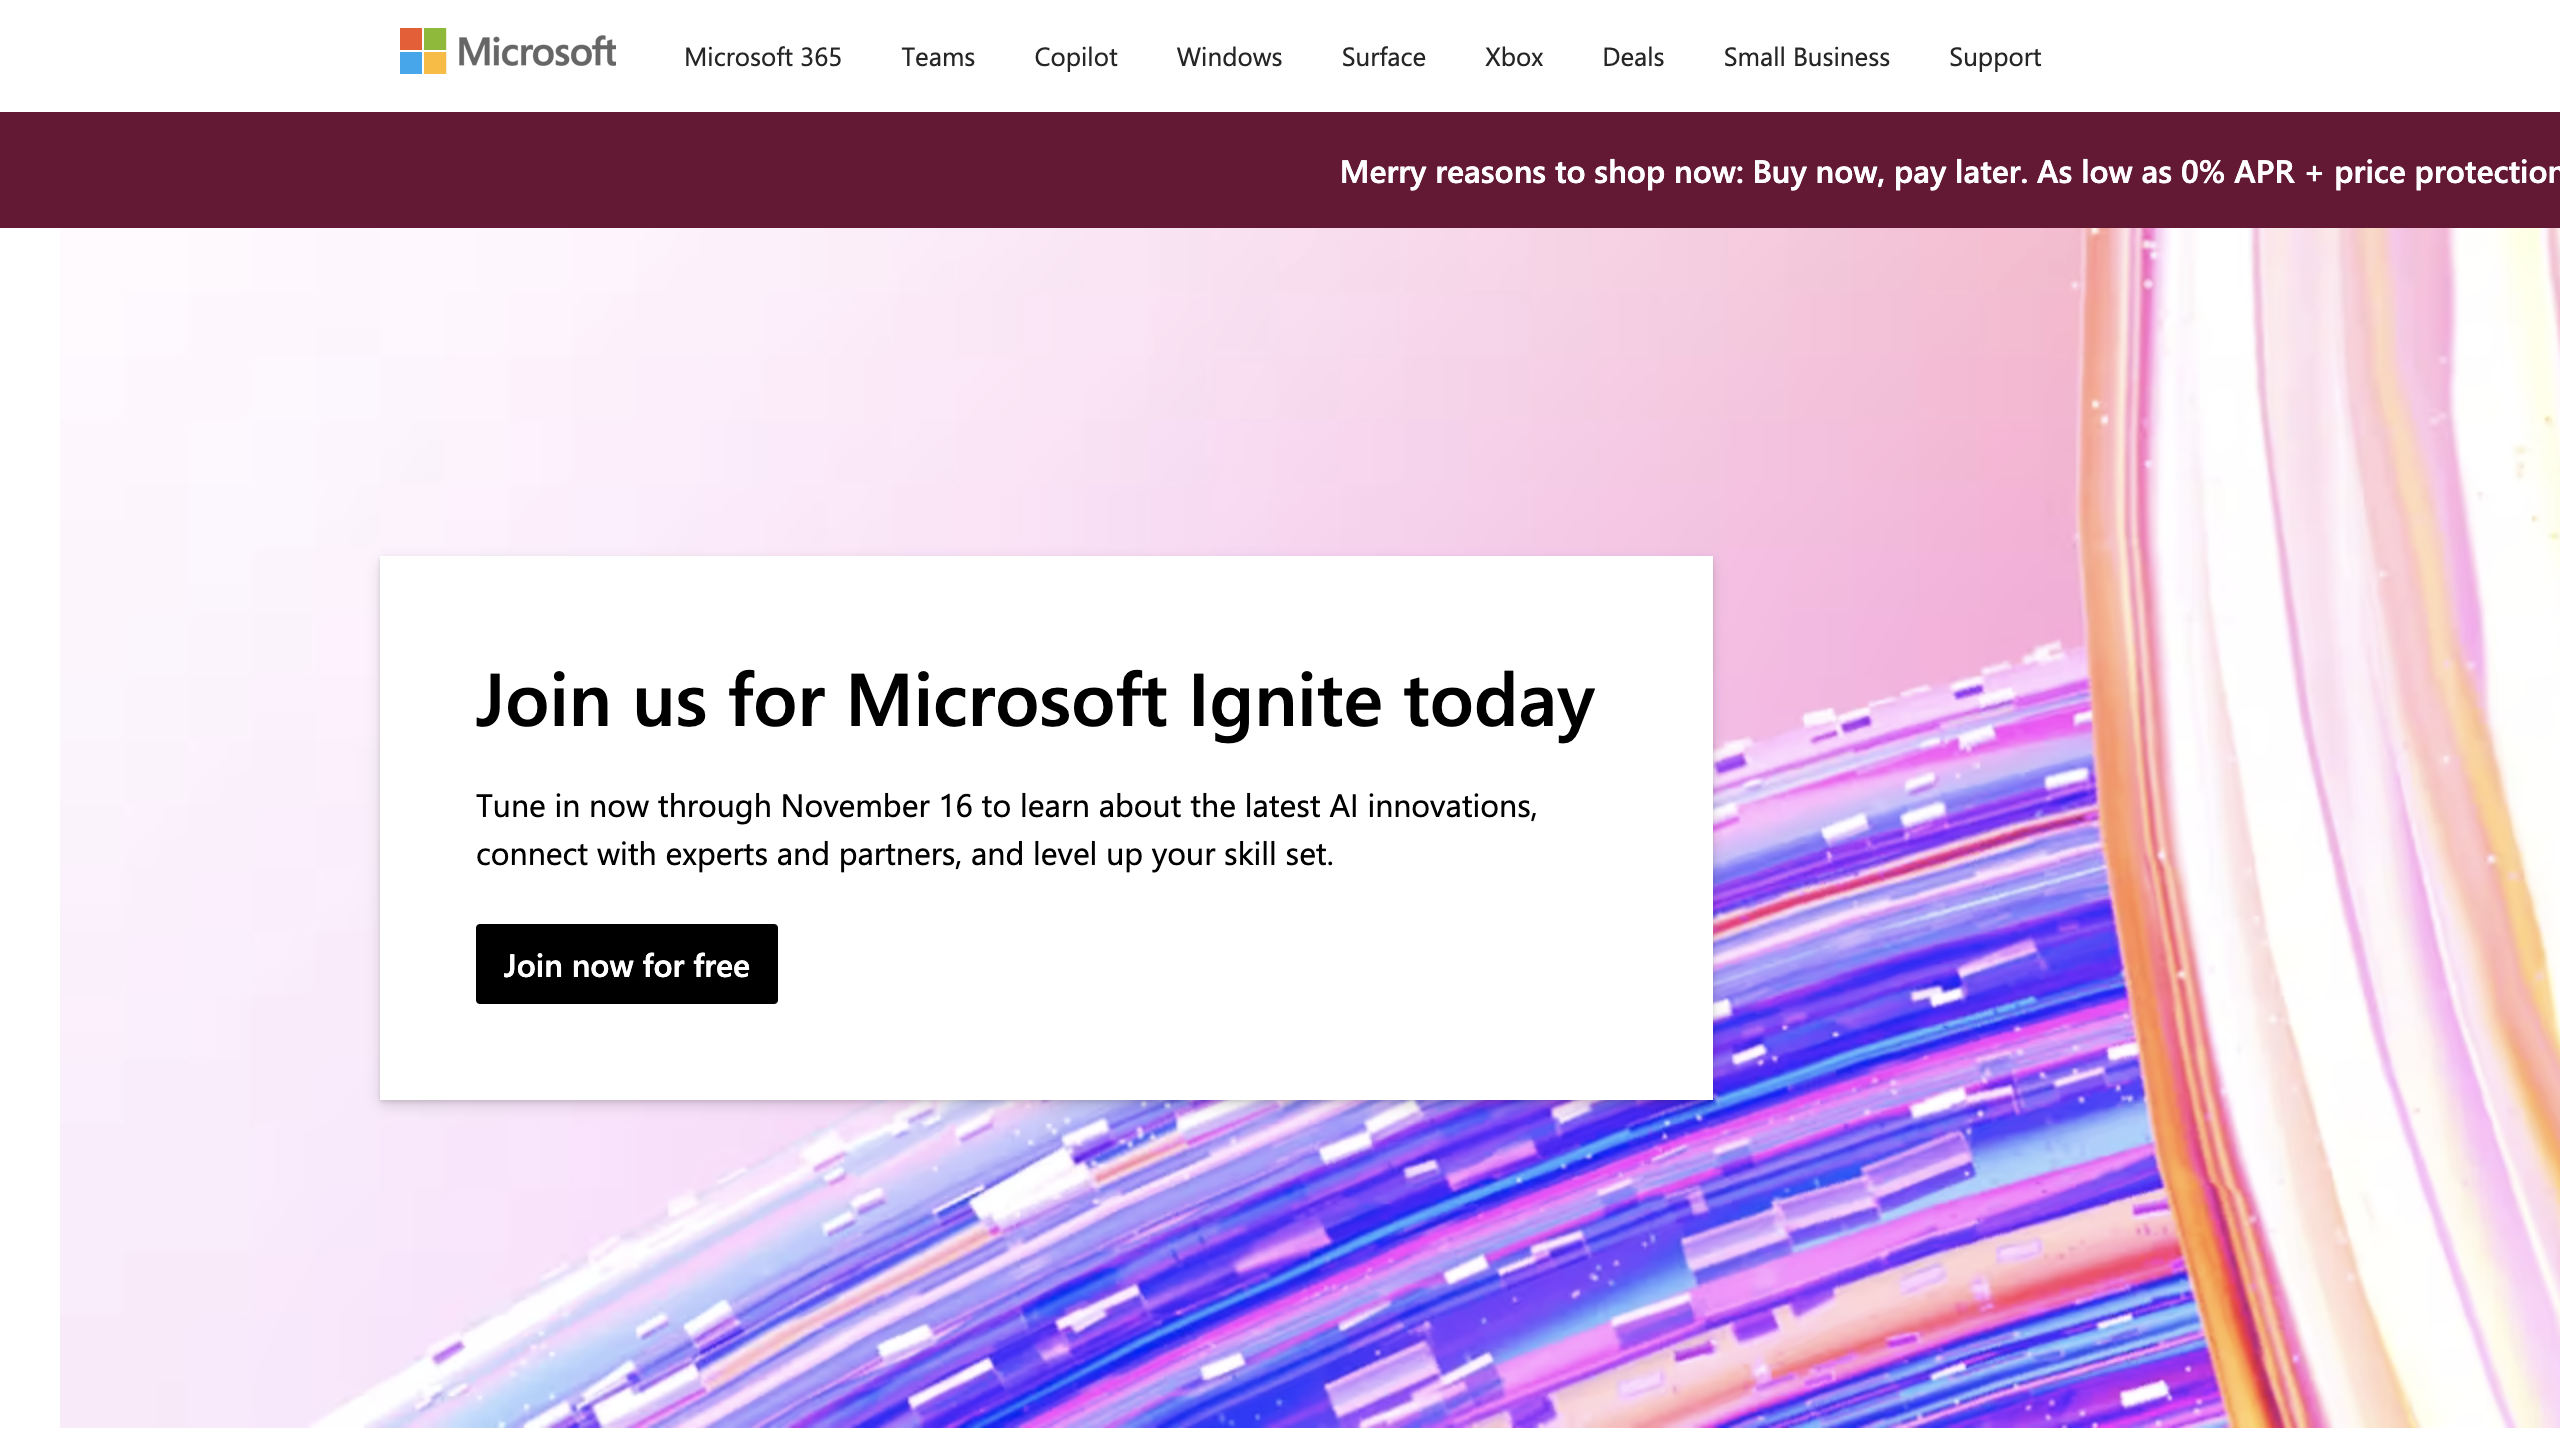 Microsoft
Microsoft 365 Teams Copilot Windows Surface Xbox Deals Small Business Support
Merry reasons to shop now: Buy now, pay later. As low as 0% APR + price protection
Join us for Microsoft Ignite today
Tune in now through November 16 to learn about the latest AI innovations,
connect with experts and partners, and level up your skill set.
Join now for free